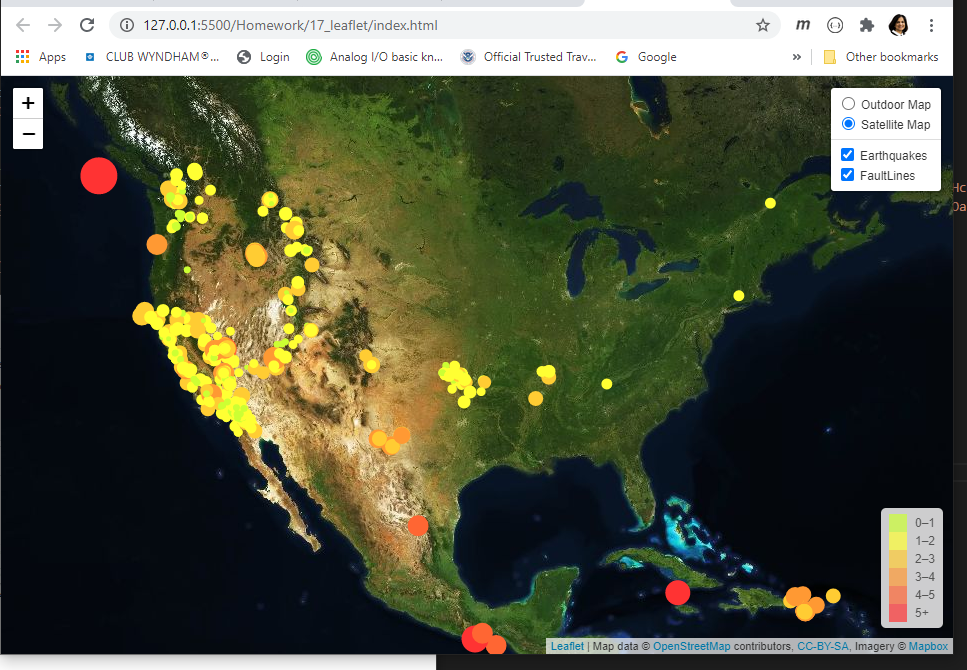 127.0.0.1:5500/Homework/17_leaflet/index.html
m
Apps CLUB WYNDHAM®... Login Analog I/O basic kn... Official Trusted Trav... Google » Other bookmarks
+
−
Outdoor Map
Satellite Map
Earthquakes
FaultLines
0–1
1–2
2–3
3–4
4–5
5+
Leaflet | Map data © OpenStreetMap contributors, CC-BY-SA, Imagery © Mapbox